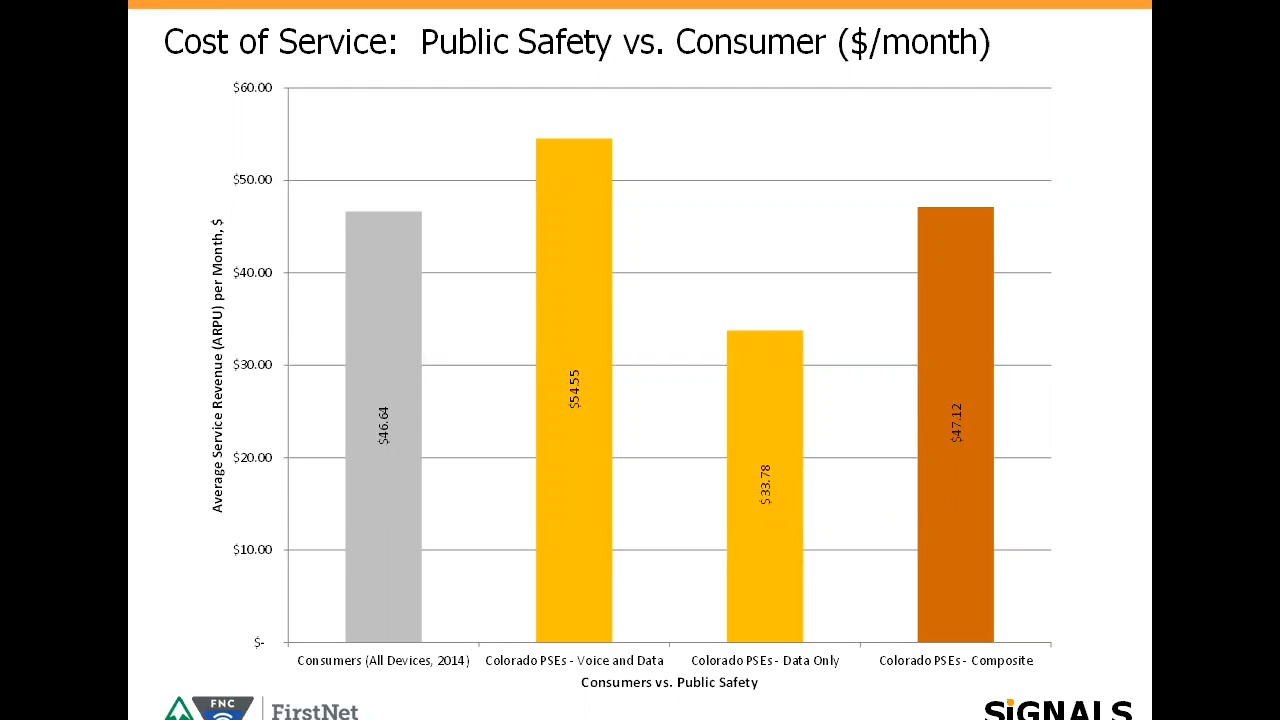 Cost of Service:  Public Safety vs. Consumer ($/month)
$60.00
$50.00
$40.00
$30.00
$20.00
$10.00
$-
Average Service Revenue (ARPU) per Month, $
$46.64
$54.55
$33.78
$47.12
Consumers (All Devices, 2014)
Colorado PSEs - Voice and Data
Colorado PSEs - Data Only
Colorado PSEs - Composite
Consumers vs. Public Safety
FNC
FirstNet
SiGNALS